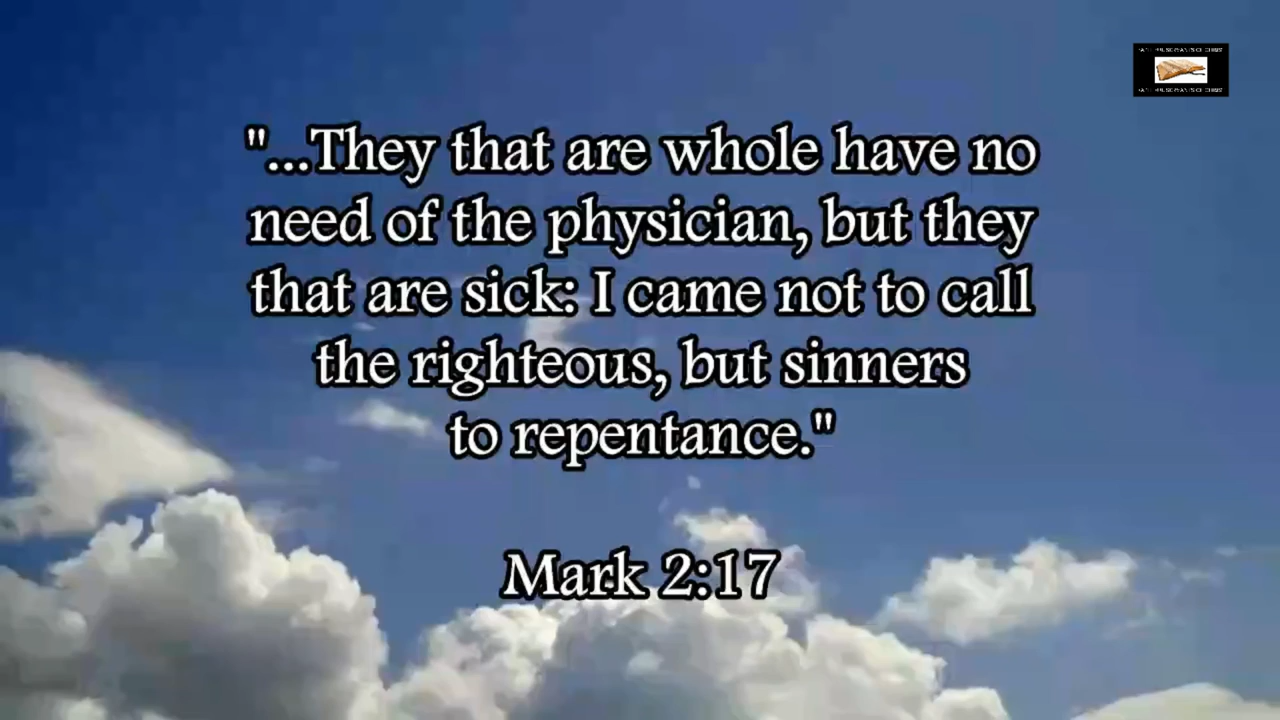 "...They that are whole have no
need of the physician, but they
that are sick: I came not to call
the righteous, but sinners
to repentance."
Mark 2:17